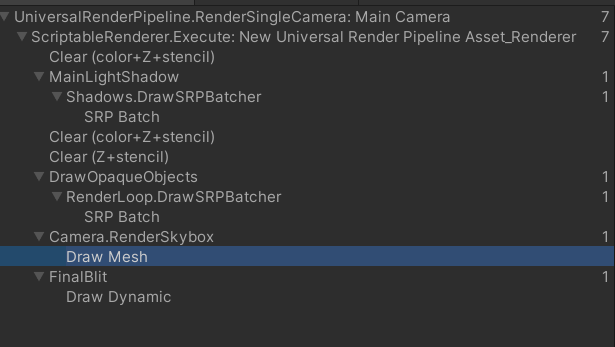 UniversalRenderPipeline.RenderSingleCamera: Main Camera 7
ScriptableRenderer.Execute: New Universal Render Pipeline Asset_Renderer 7
Clear (color+Z+stencil)
MainLightShadow 1
Shadows.DrawSRPBatcher 1
SRP Batch
Clear (color+Z+stencil)
Clear (Z+stencil)
DrawOpaqueObjects 1
RenderLoop.DrawSRPBatcher 1
SRP Batch
Camera.RenderSkybox 1
Draw Mesh
FinalBlit 1
Draw Dynamic